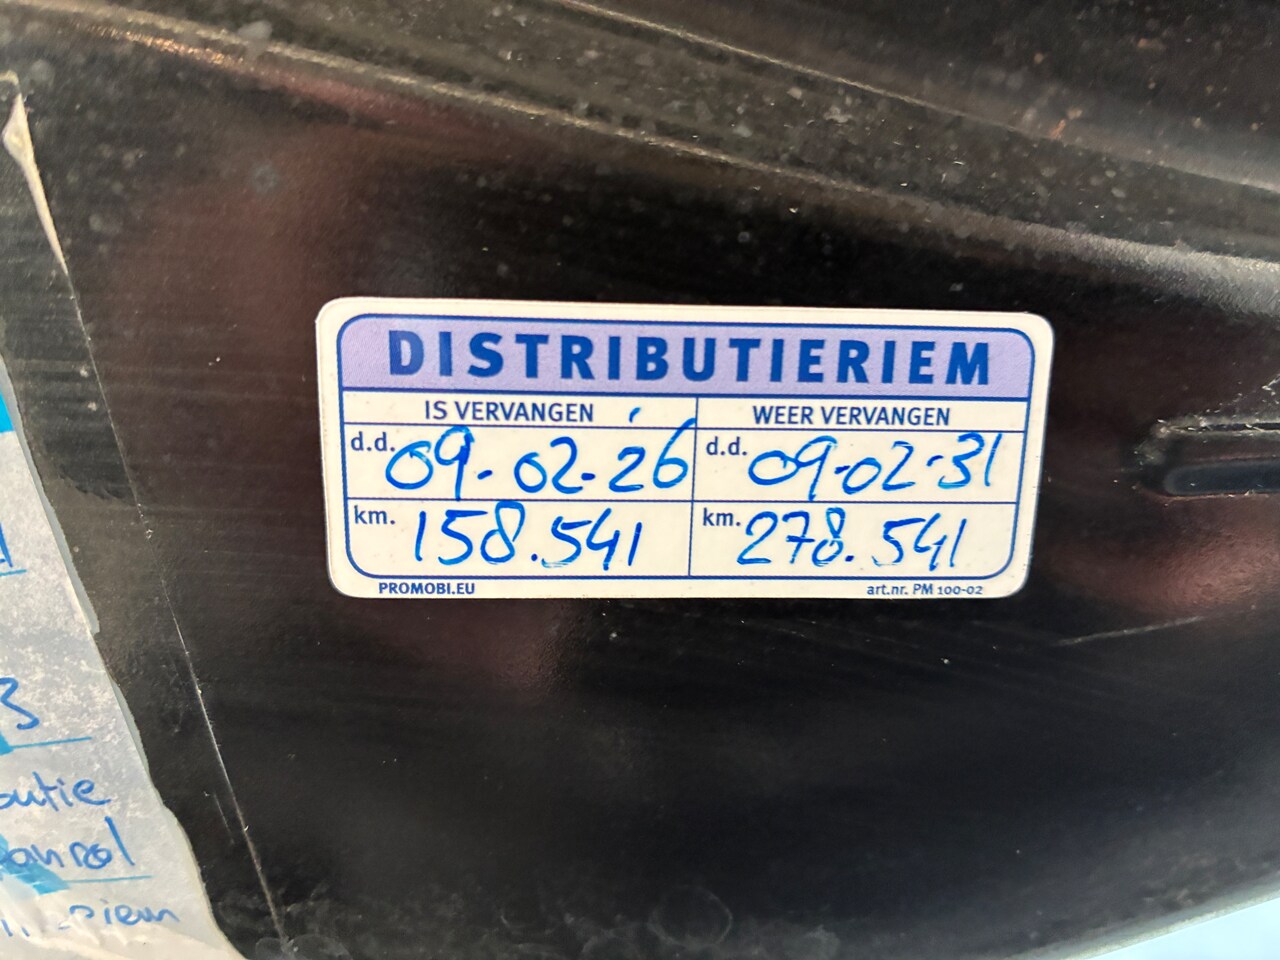 DISTRIBUTIERIEM
IS VERVANGEN
WEER VERVANGEN
d.d. 09-02-26
d.d. 09-02-31
km. 158.541
km. 278.541
PROMOBI.EU
art.nr. PM 100-02
3